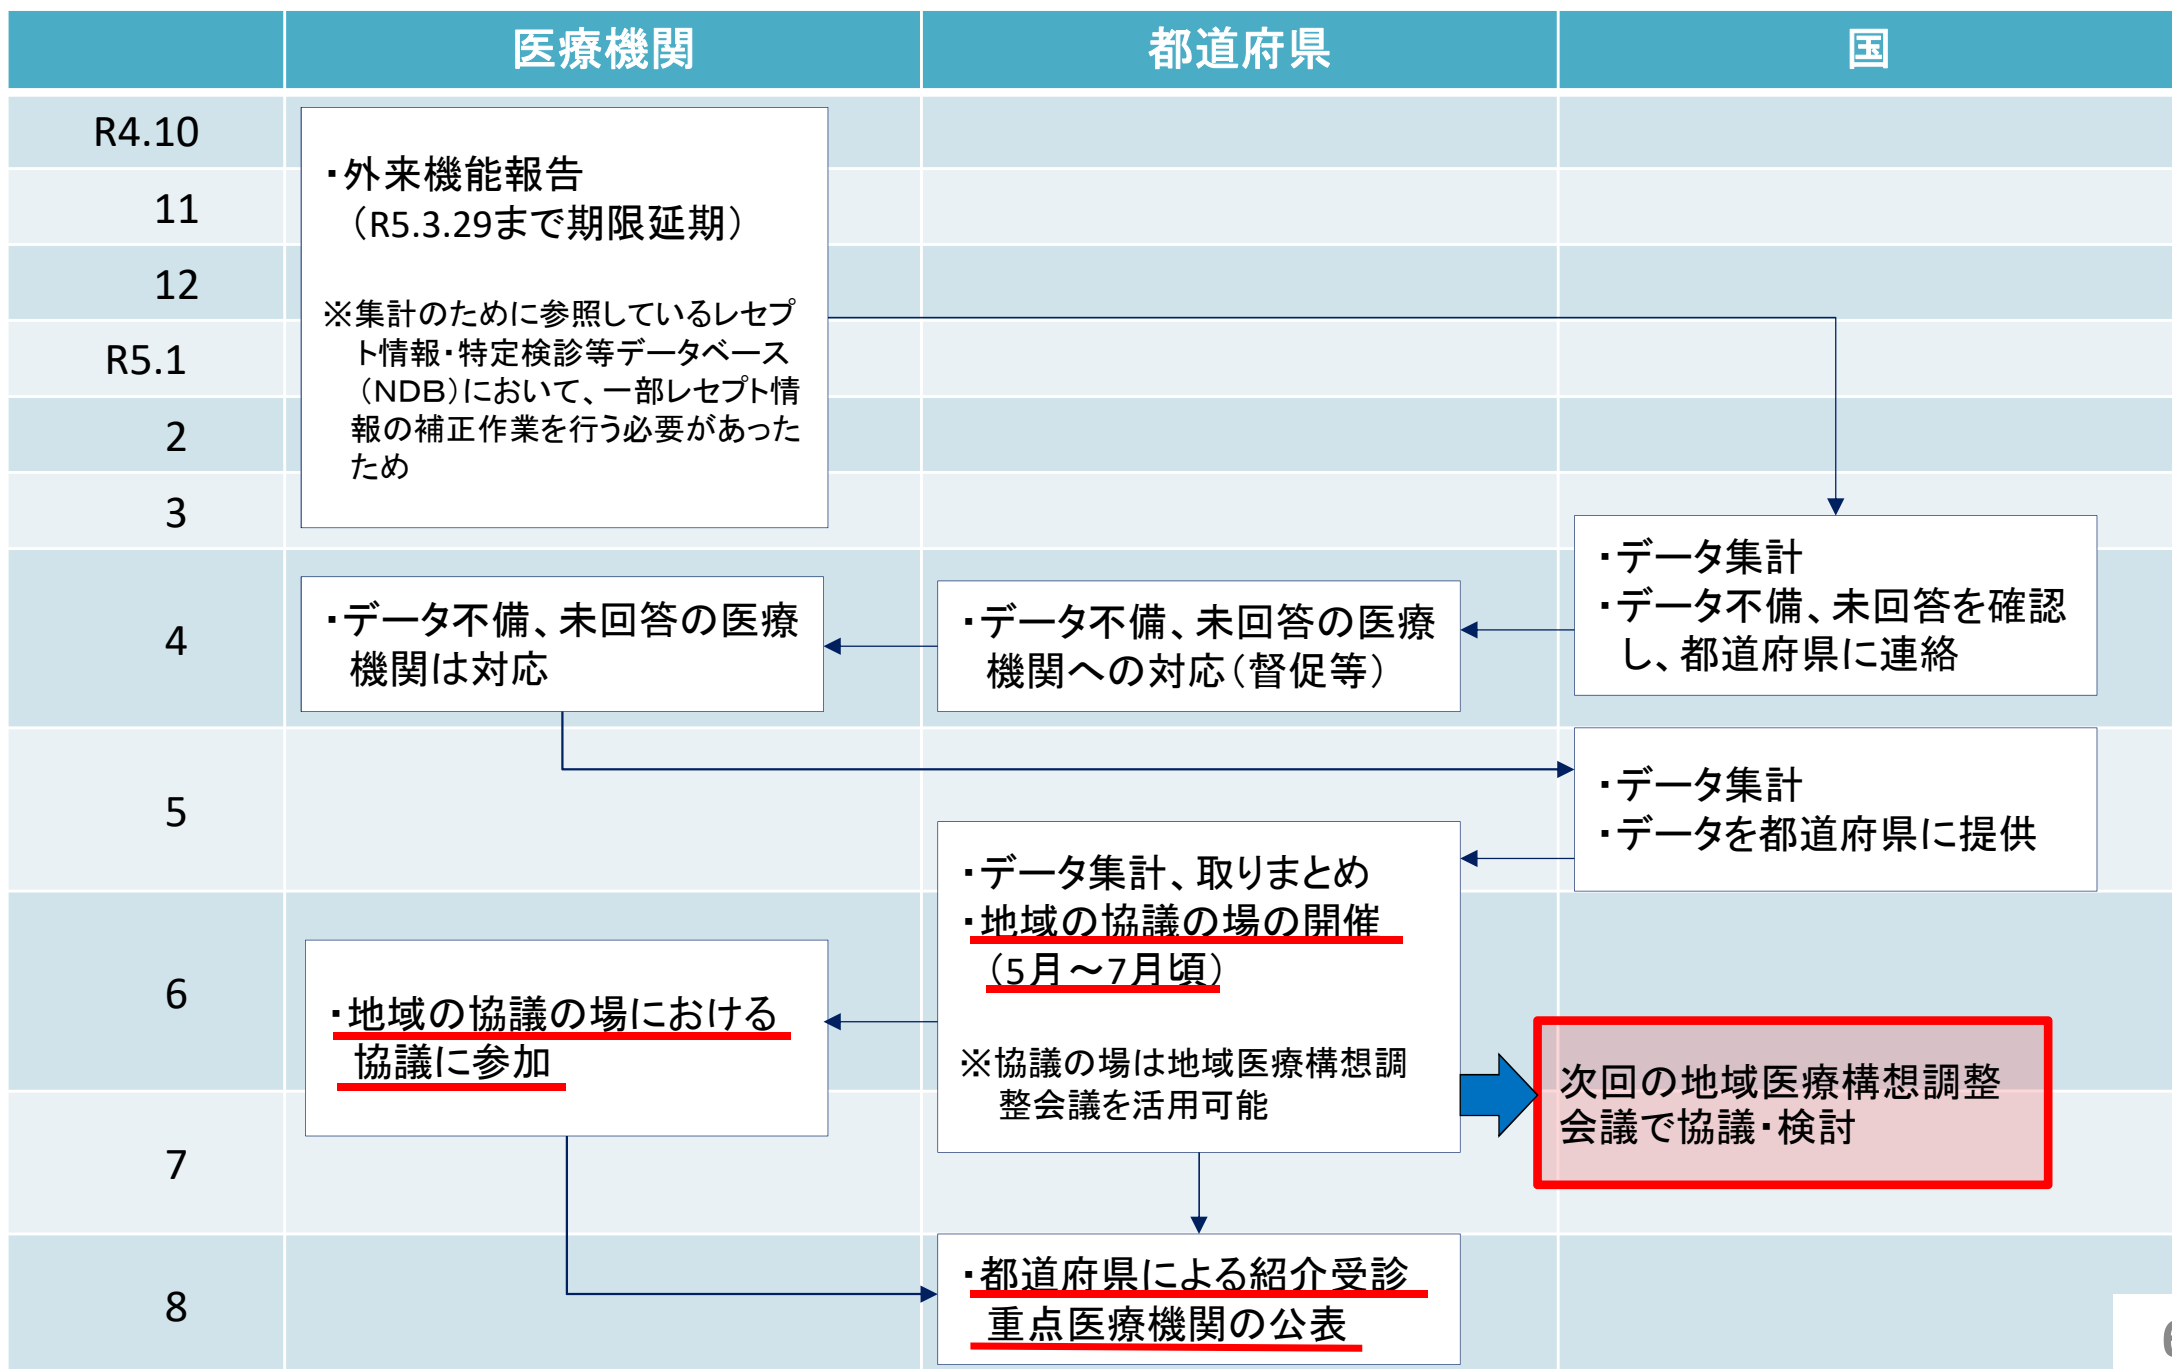 医療機関
都道府県
国
R4.10
11
12
R5.1
2
3
4
5
6
7
8
・外来機能報告
（R5.3.29まで期限延期）
※集計のために参照しているレセプ
ト情報・特定検診等データベース
（NDB）において、一部レセプト情
報の補正作業を行う必要があった
ため
・データ集計
・データ不備、未回答を確認
し、都道府県に連絡
・データ不備、未回答の医療
機関への対応（督促等）
・データ不備、未回答の医療
機関は対応
・データ集計
・データを都道府県に提供
・データ集計、取りまとめ
・地域の協議の場の開催
（5月～7月頃）
※協議の場は地域医療構想調
整会議を活用可能
・地域の協議の場における
協議に参加
次回の地域医療構想調整
会議で協議・検討
・都道府県による紹介受診
重点医療機関の公表